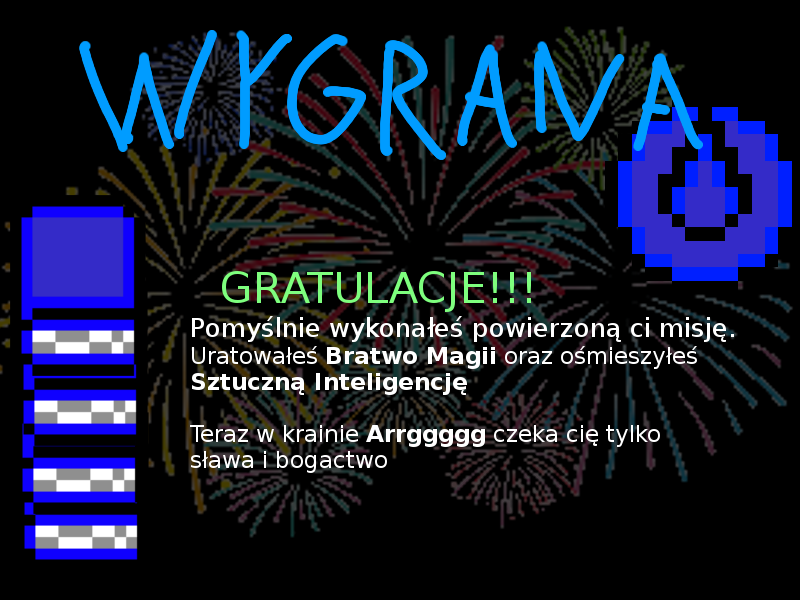 WYGRANA
GRATULACJE!!!
Pomyślnie wykonałeś powierzoną ci misję.
Uratowałeś Bratwo Magii oraz ośmieszyłeś
Sztuczną Inteligencję
Teraz w krainie Arrggggg czeka cię tylko
sława i bogactwo